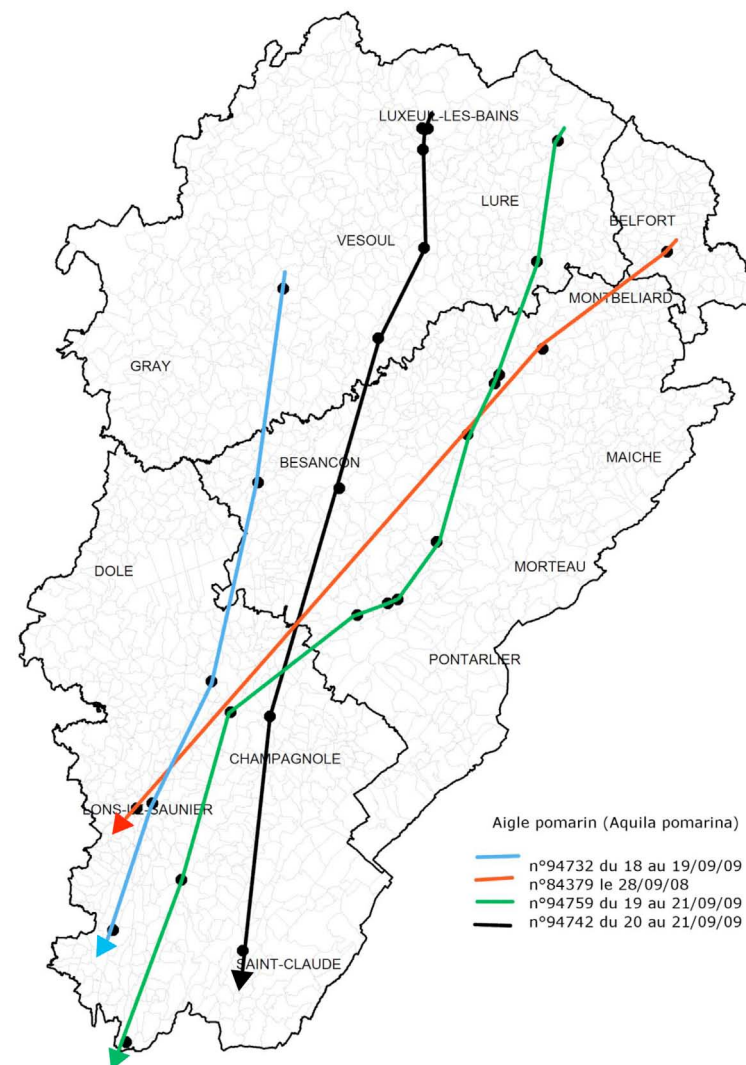 LUXEUIL-LES-BAINS
LURE
BELFORT
VESOUL
MONTBELIARD
GRAY
BESANCON
MAICHE
DOLE
MORTEAU
PONTARLIER
CHAMPAGNOLE
LONS-LE-SAUNIER
SAINT-CLAUDE
Aigle pomarin (Aquila pomarina)
n°94732 du 18 au 19/09/09
n°84379 le 28/09/08
n°94759 du 19 au 21/09/09
n°94742 du 20 au 21/09/09